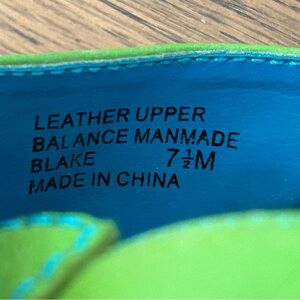 LEATHER UPPER
BALANCE MANMADE
BLAKE 7½M
MADE IN CHINA